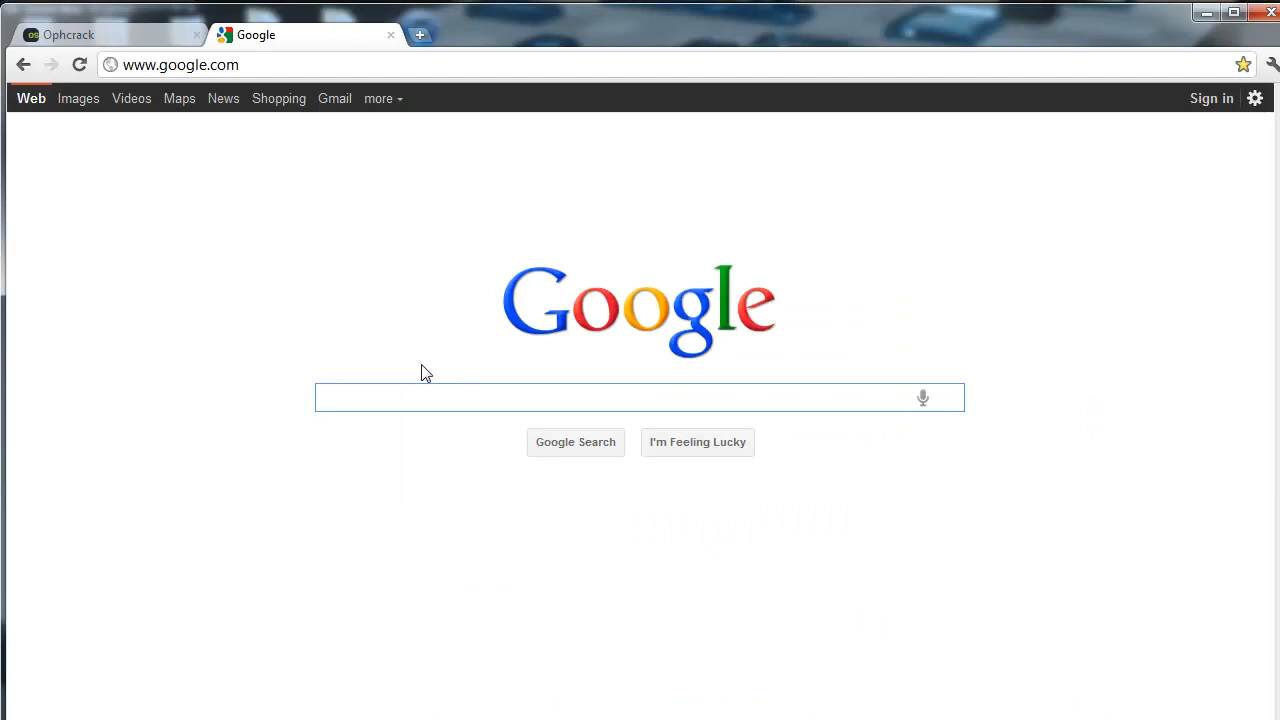 OS Ophcrack Google
www.google.com
Web Images Videos Maps News Shopping Gmail more Sign in
Google
Google Search I'm Feeling Lucky